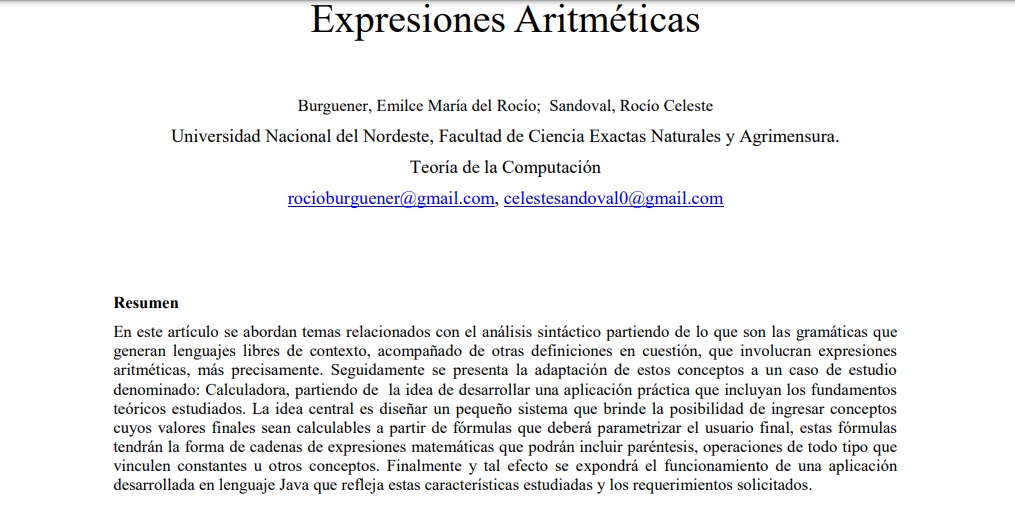 Expresiones Aritméticas
Burguener, Emilce María del Rocío; Sandoval, Rocío Celeste
Universidad Nacional del Nordeste, Facultad de Ciencia Exactas Naturales y Agrimensura.
Teoría de la Computación
rocioburguener@gmail.com, celestesandoval0@gmail.com
Resumen
En este artículo se abordan temas relacionados con el análisis sintáctico partiendo de lo que son las gramáticas que
generan lenguajes libres de contexto, acompañado de otras definiciones en cuestión, que involucran expresiones
aritméticas, más precisamente. Seguidamente se presenta la adaptación de estos conceptos a un caso de estudio
denominado: Calculadora, partiendo de la idea de desarrollar una aplicación práctica que incluyan los fundamentos
teóricos estudiados. La idea central es diseñar un pequeño sistema que brinde la posibilidad de ingresar conceptos
cuyos valores finales sean calculables a partir de fórmulas que deberá parametrizar el usuario final, estas fórmulas
tendrán la forma de cadenas de expresiones matemáticas que podrán incluir paréntesis, operaciones de todo tipo que
vinculen constantes u otros conceptos. Finalmente y tal efecto se expondrá el funcionamiento de una aplicación
desarrollada en lenguaje Java que refleja estas características estudiadas y los requerimientos solicitados.